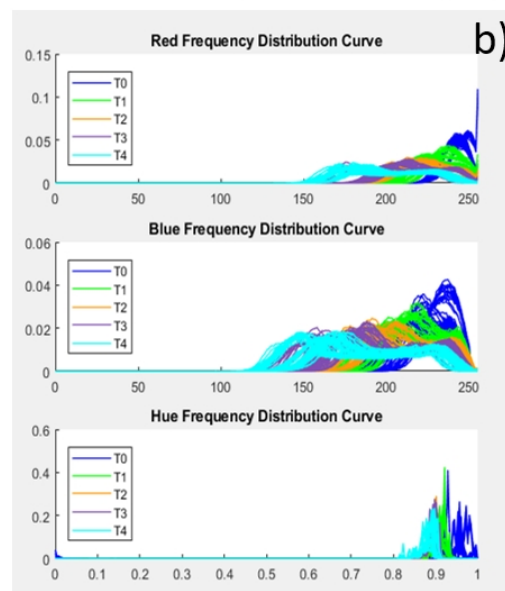 b)
Red Frequency Distribution Curve
0.15
0.1
0.05
0
T0
T1
T2
T3
T4
0 50 100 150 200 250
Blue Frequency Distribution Curve
0.06
0.04
0.02
0
T0
T1
T2
T3
T4
0 50 100 150 200 250
Hue Frequency Distribution Curve
0.6
0.4
0.2
0
T0
T1
T2
T3
T4
0 0.1 0.2 0.3 0.4 0.5 0.6 0.7 0.8 0.9 1